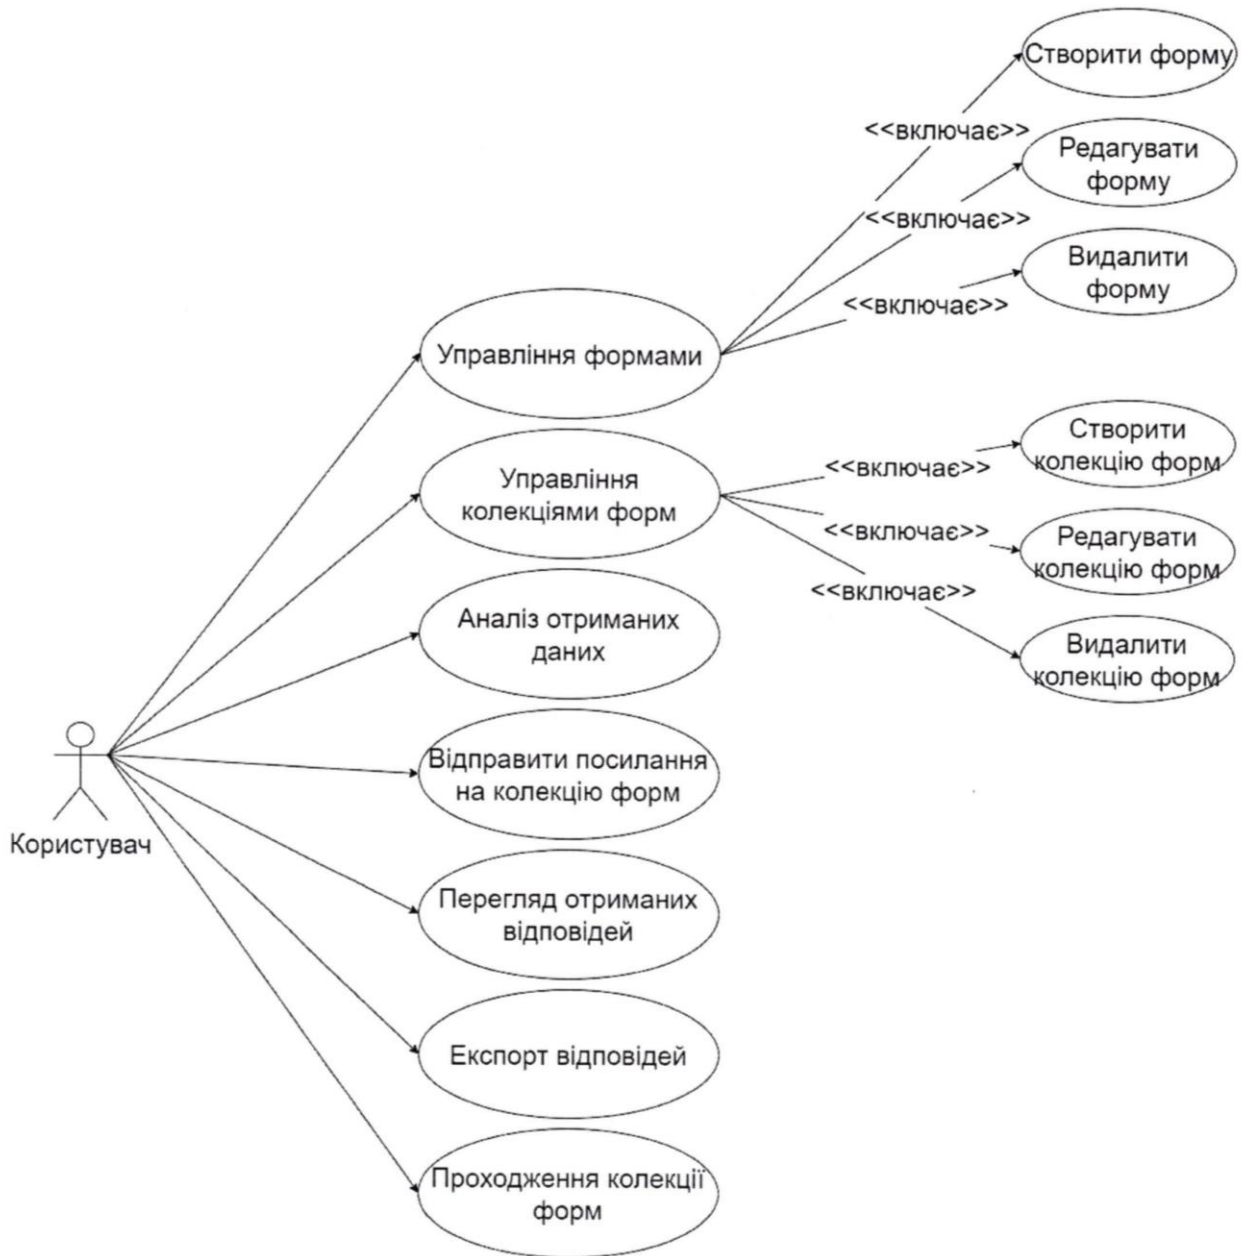 Створити форму
<<включає>>
Редагувати
форму
<<включає>>
Видалити
форму
<<включає>>
Управління формами
Створити
колекцію форм
<<включає>>
Управління
колекціями форм
Редагувати
колекцію форм
<<включає>>
<<включає>>
Видалити
колекцію форм
Аналіз отриманих
даних
Відправити посилання
на колекцію форм
Користувач
Перегляд отриманих
відповідей
Експорт відповідей
Проходження колекції
форм